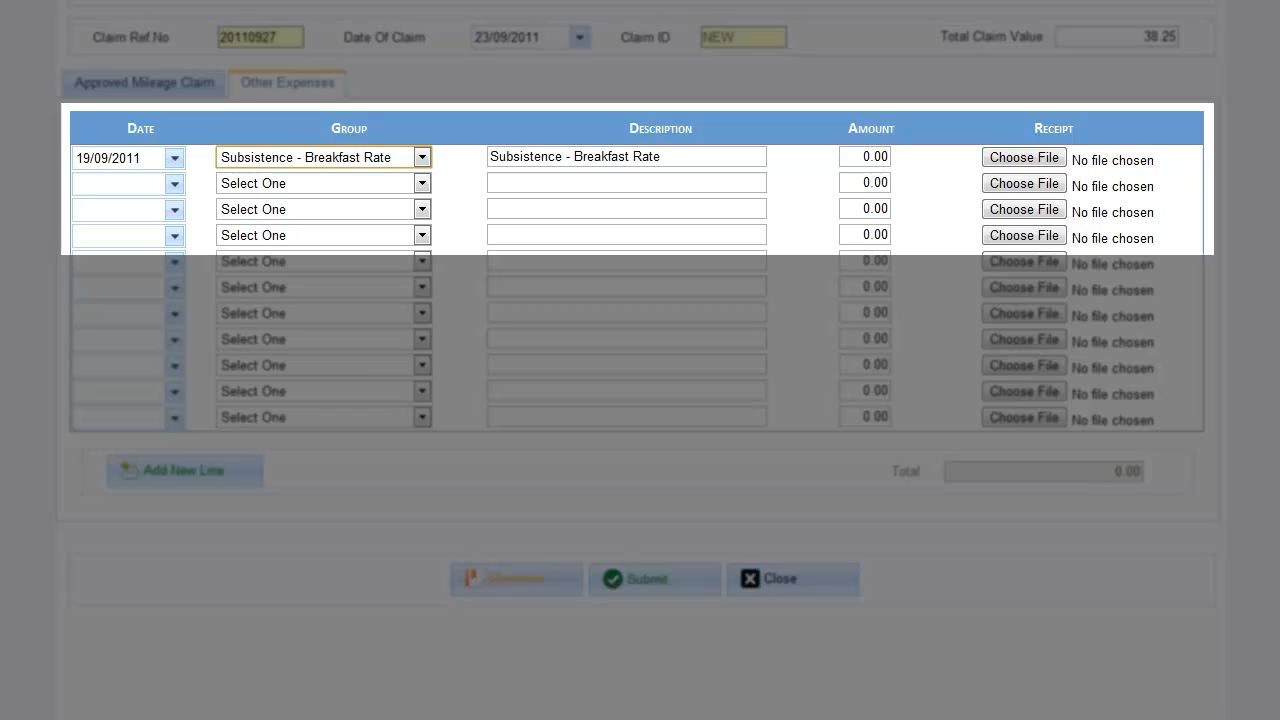 Claim Ref.No 20110927 Date Of Claim 23/09/2011 Claim ID NEW Total Claim Value 38.25
Approved Mileage Claim Other Expenses
Date Group Description Amount Receipt
19/09/2011 Subsistence - Breakfast Rate Subsistence - Breakfast Rate 0.00 Choose File No file chosen
Select One 0.00 Choose File No file chosen
Select One 0.00 Choose File No file chosen
Select One 0.00 Choose File No file chosen
Select One 0.00 Choose File No file chosen
Select One 0.00 Choose File No file chosen
Select One 0.00 Choose File No file chosen
Select One 0.00 Choose File No file chosen
Select One 0.00 Choose File No file chosen
Select One 0.00 Choose File No file chosen
Select One 0.00 Choose File No file chosen
Add New Line Total 0.00
Submit Close